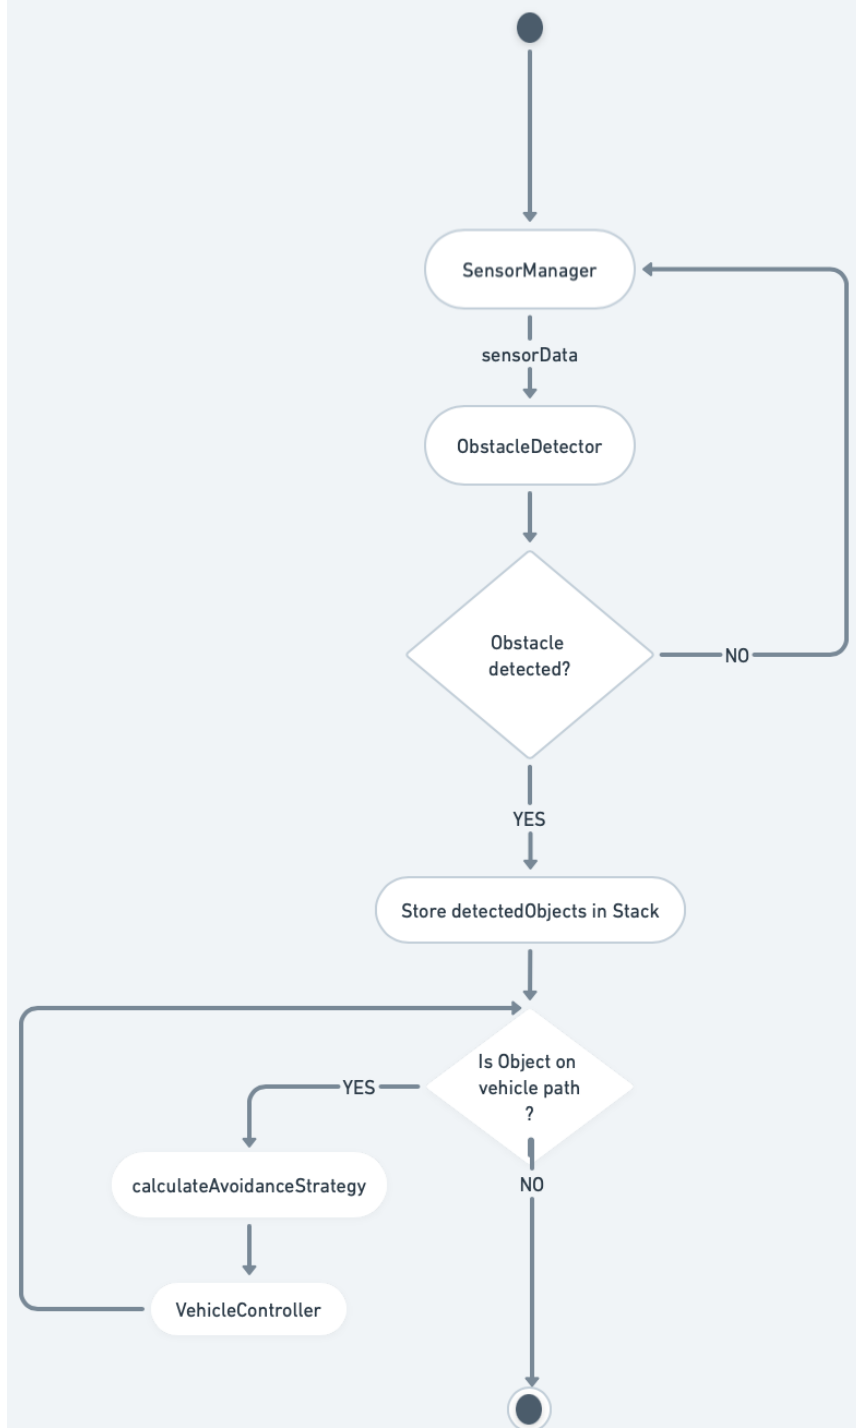 SensorManager
sensorData
ObstacleDetector
Obstacle
detected?
NO
YES
Store detectedObjects in Stack
Is Object on
vehicle path
?
YES
calculateAvoidanceStrategy
NO
VehicleController